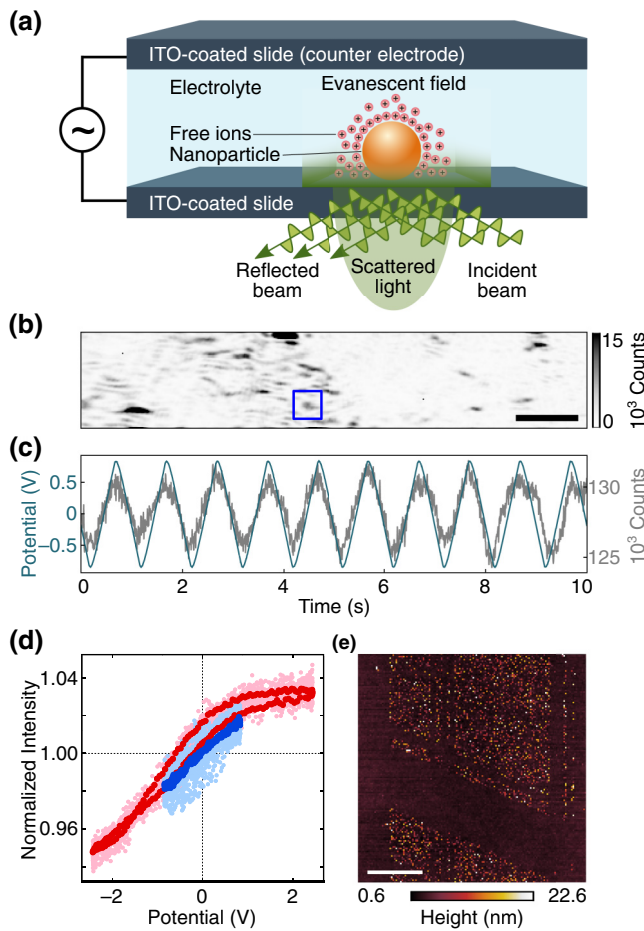 (a)
ITO-coated slide (counter electrode)
Electrolyte
Evanescent field
Free ions
Nanoparticle
~
ITO-coated slide
Reflected beam
Scattered light
Incident beam
(b)
15
0
10³ Counts
(c)
Potential (V)
0.5
0
−0.5
130
125
10³ Counts
0 2 4 6 8 10
Time (s)
(d)
Normalized Intensity
1.04
1.00
0.96
−2 0 2
Potential (V)
(e)
0.6 22.6
Height (nm)